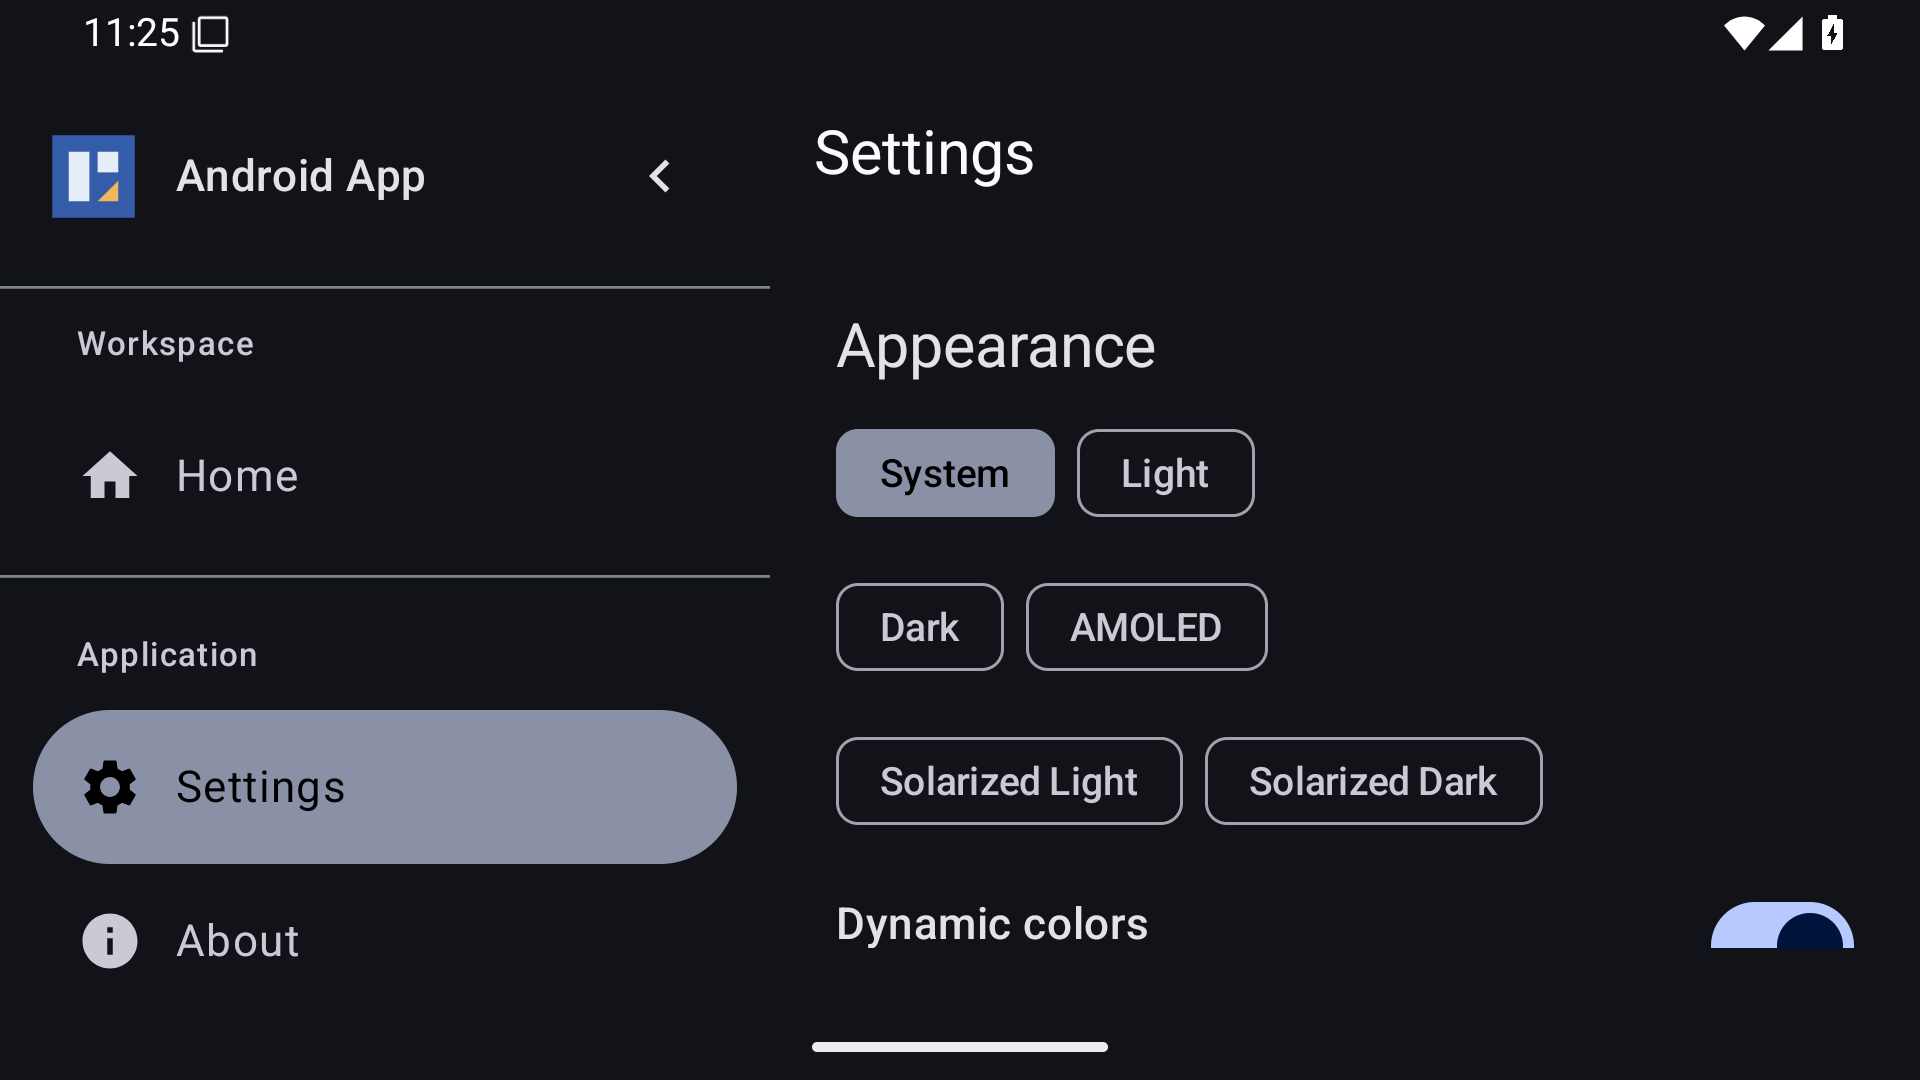 11:25
Android App
Workspace
Home
Application
Settings
About
Settings
Appearance
System
Light
Dark
AMOLED
Solarized Light
Solarized Dark
Dynamic colors